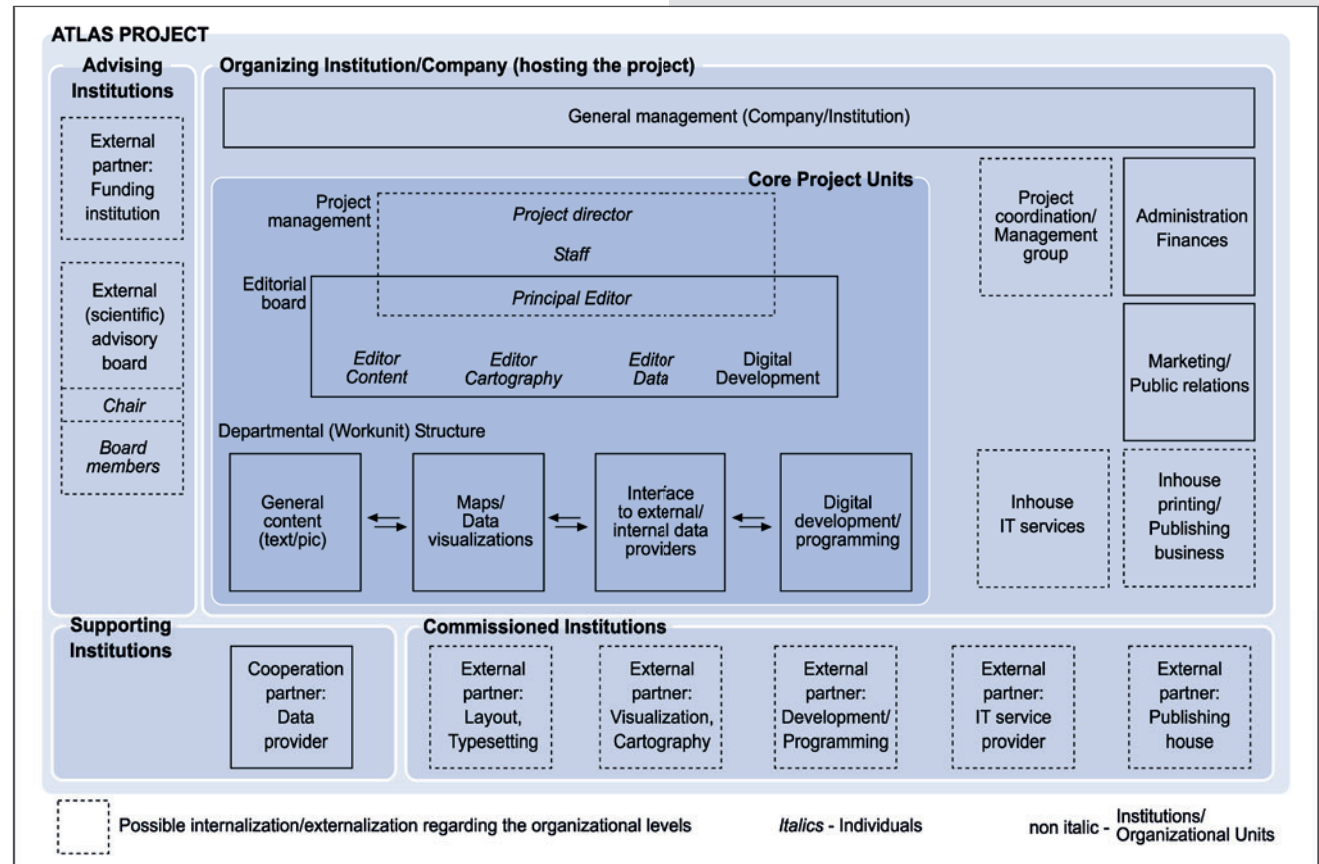 ATLAS PROJECT
Advising
Institutions
External
partner:
Funding
institution
External
(scientific)
advisory
board
Chair
Board
members
Organizing Institution/Company (hosting the project)
General management (Company/Institution)
Core Project Units
Project
management
Project director
Staff
Editorial
board
Principal Editor
Editor
Content
Editor
Cartography
Editor
Data
Digital
Development
Departmental (Workunit) Structure
General
content
(text/pic)
Maps/
Data
visualizations
Interface
to external/
internal data
providers
Digital
development/
programming
Project
coordination/
Management
group
Administration
Finances
Marketing/
Public relations
Inhouse
IT services
Inhouse
printing/
Publishing
business
Supporting
Institutions
Cooperation
partner:
Data
provider
Commissioned Institutions
External
partner:
Layout,
Typesetting
External
partner:
Visualization,
Cartography
External
partner:
Development/
Programming
External
partner:
IT service
provider
External
partner:
Publishing
house
Possible internalization/externalization regarding the organizational levels
Italics - Individuals
non italic - Institutions/
Organizational Units